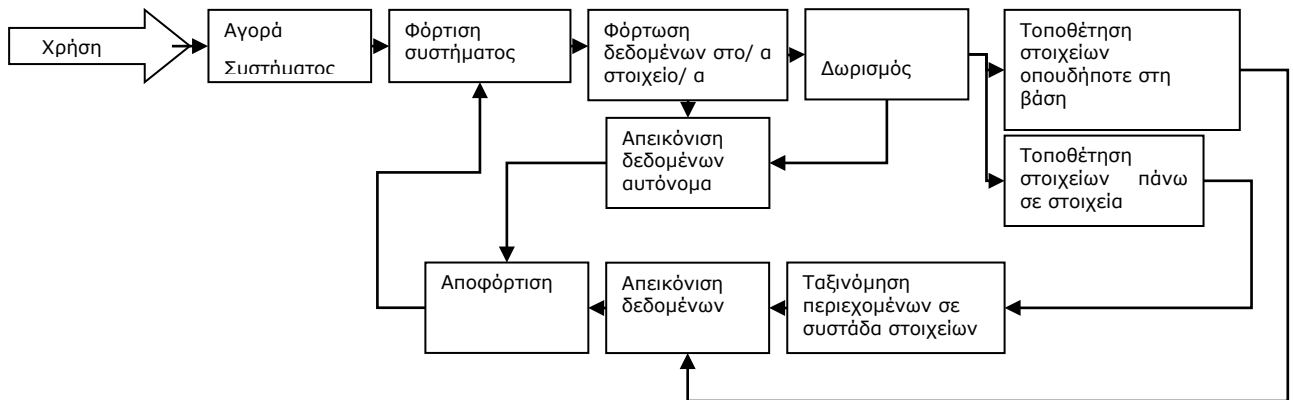 Χρήση
Αγορά
Συστήματος
Φόρτιση
συστήματος
Φόρτωση
δεδομένων στο/ α
στοιχείο/ α
Δωρισμός
Τοποθέτηση
στοιχείων
οπουδήποτε στη
βάση
Απεικόνιση
δεδομένων
αυτόνομα
Τοποθέτηση
στοιχείων πάνω
σε στοιχεία
Αποφόρτιση
Απεικόνιση
δεδομένων
Ταξινόμηση
περιεχομένων σε
συστάδα στοιχείων